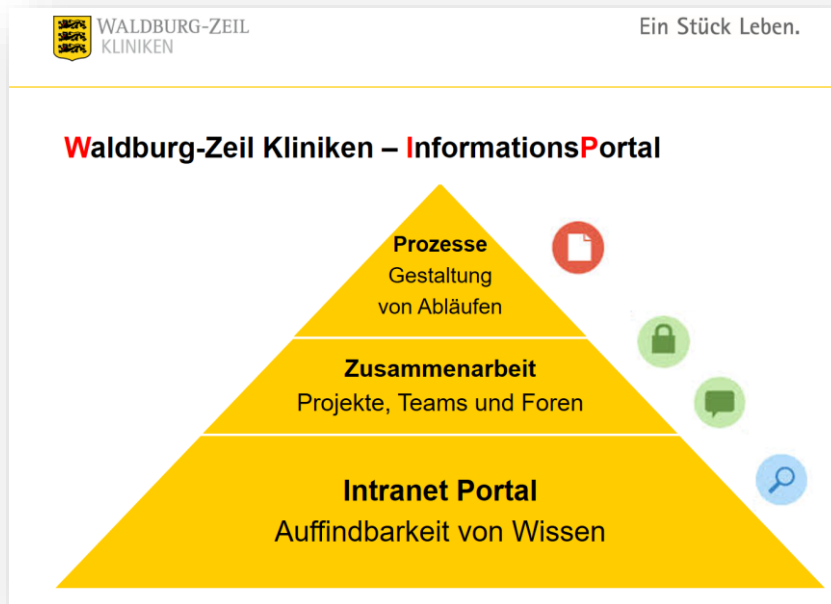 WALDBURG-ZEIL
KLINIKEN
Ein Stück Leben.
Waldburg-Zeil Kliniken – InformationsPortal
Prozesse
Gestaltung
von Abläufen
Zusammenarbeit
Projekte, Teams und Foren
Intranet Portal
Auffindbarkeit von Wissen